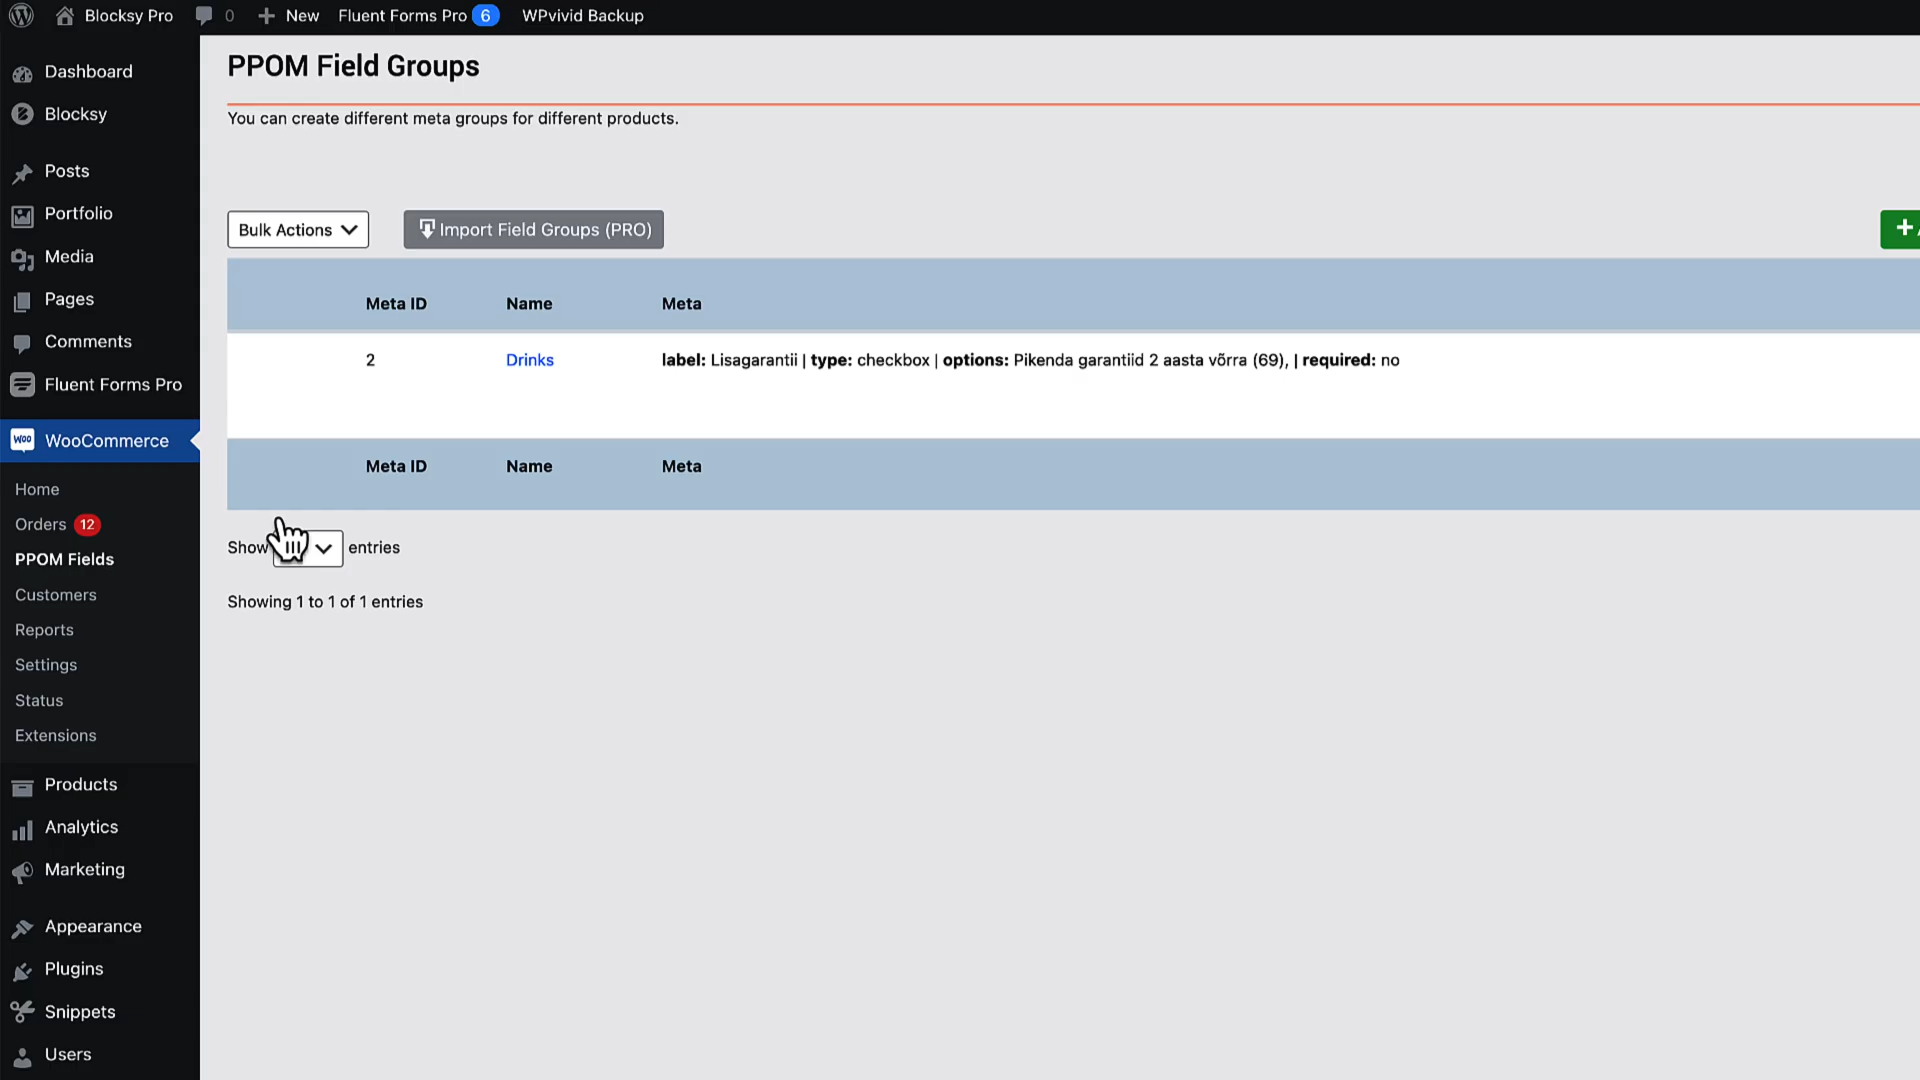 Blocksy Pro 0 New Fluent Forms Pro 6 WPvivid Backup
Dashboard
Blocksy
Posts
Portfolio
Media
Pages
Comments
Fluent Forms Pro
WooCommerce
Home
Orders 12
PPOM Fields
Customers
Reports
Settings
Status
Extensions
Products
Analytics
Marketing
Appearance
Plugins
Snippets
Users
PPOM Field Groups
You can create different meta groups for different products.
Bulk Actions Import Field Groups (PRO)
Meta ID Name Meta
2 Drinks label: Lisagarantii | type: checkbox | options: Pikenda garantiid 2 aasta võrra (69), | required: no
Meta ID Name Meta
Show entries
Showing 1 to 1 of 1 entries